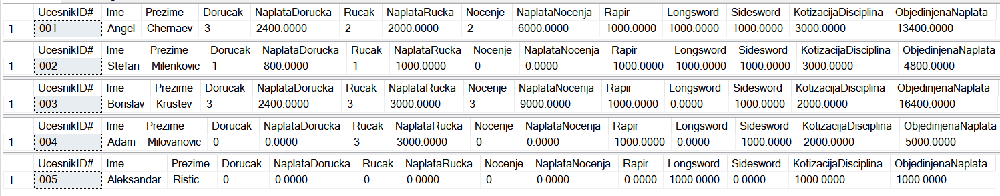 UcesnikID# Ime Prezime Dorucak NaplataDorucka Rucak NaplataRucka Nocenje NaplataNocenja Rapir Longsword Sidesword KotizacijaDisciplina ObjedinjenaNaplata
1 001 Angel Chernaev 3 2400.0000 2 2000.0000 2 6000.0000 1000.0000 1000.0000 1000.0000 3000.0000 13400.0000
UcesnikID# Ime Prezime Dorucak NaplataDorucka Rucak NaplataRucka Nocenje NaplataNocenja Rapir Longsword Sidesword KotizacijaDisciplina ObjedinjenaNaplata
1 002 Stefan Milenkovic 1 800.0000 1 1000.0000 0 0.0000 1000.0000 1000.0000 1000.0000 3000.0000 4800.0000
UcesnikID# Ime Prezime Dorucak NaplataDorucka Rucak NaplataRucka Nocenje NaplataNocenja Rapir Longsword Sidesword KotizacijaDisciplina ObjedinjenaNaplata
1 003 Borislav Krustev 3 2400.0000 3 3000.0000 3 9000.0000 1000.0000 0.0000 1000.0000 2000.0000 16400.0000
UcesnikID# Ime Prezime Dorucak NaplataDorucka Rucak NaplataRucka Nocenje NaplataNocenja Rapir Longsword Sidesword KotizacijaDisciplina ObjedinjenaNaplata
1 004 Adam Milovanovic 0 0.0000 3 3000.0000 0 0.0000 1000.0000 0.0000 1000.0000 2000.0000 5000.0000
UcesnikID# Ime Prezime Dorucak NaplataDorucka Rucak NaplataRucka Nocenje NaplataNocenja Rapir Longsword Sidesword KotizacijaDisciplina ObjedinjenaNaplata
1 005 Aleksandar Ristic 0 0.0000 0 0.0000 0 0.0000 0.0000 1000.0000 0.0000 1000.0000 1000.0000